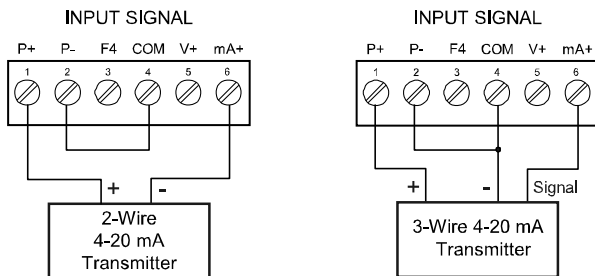 INPUT SIGNAL
P+ P- F4 COM V+ mA+
1 2 3 4 5 6
+ -
2-Wire
4-20 mA
Transmitter
INPUT SIGNAL
P+ P- F4 COM V+ mA+
1 2 3 4 5 6
+ - Signal
3-Wire 4-20 mA
Transmitter